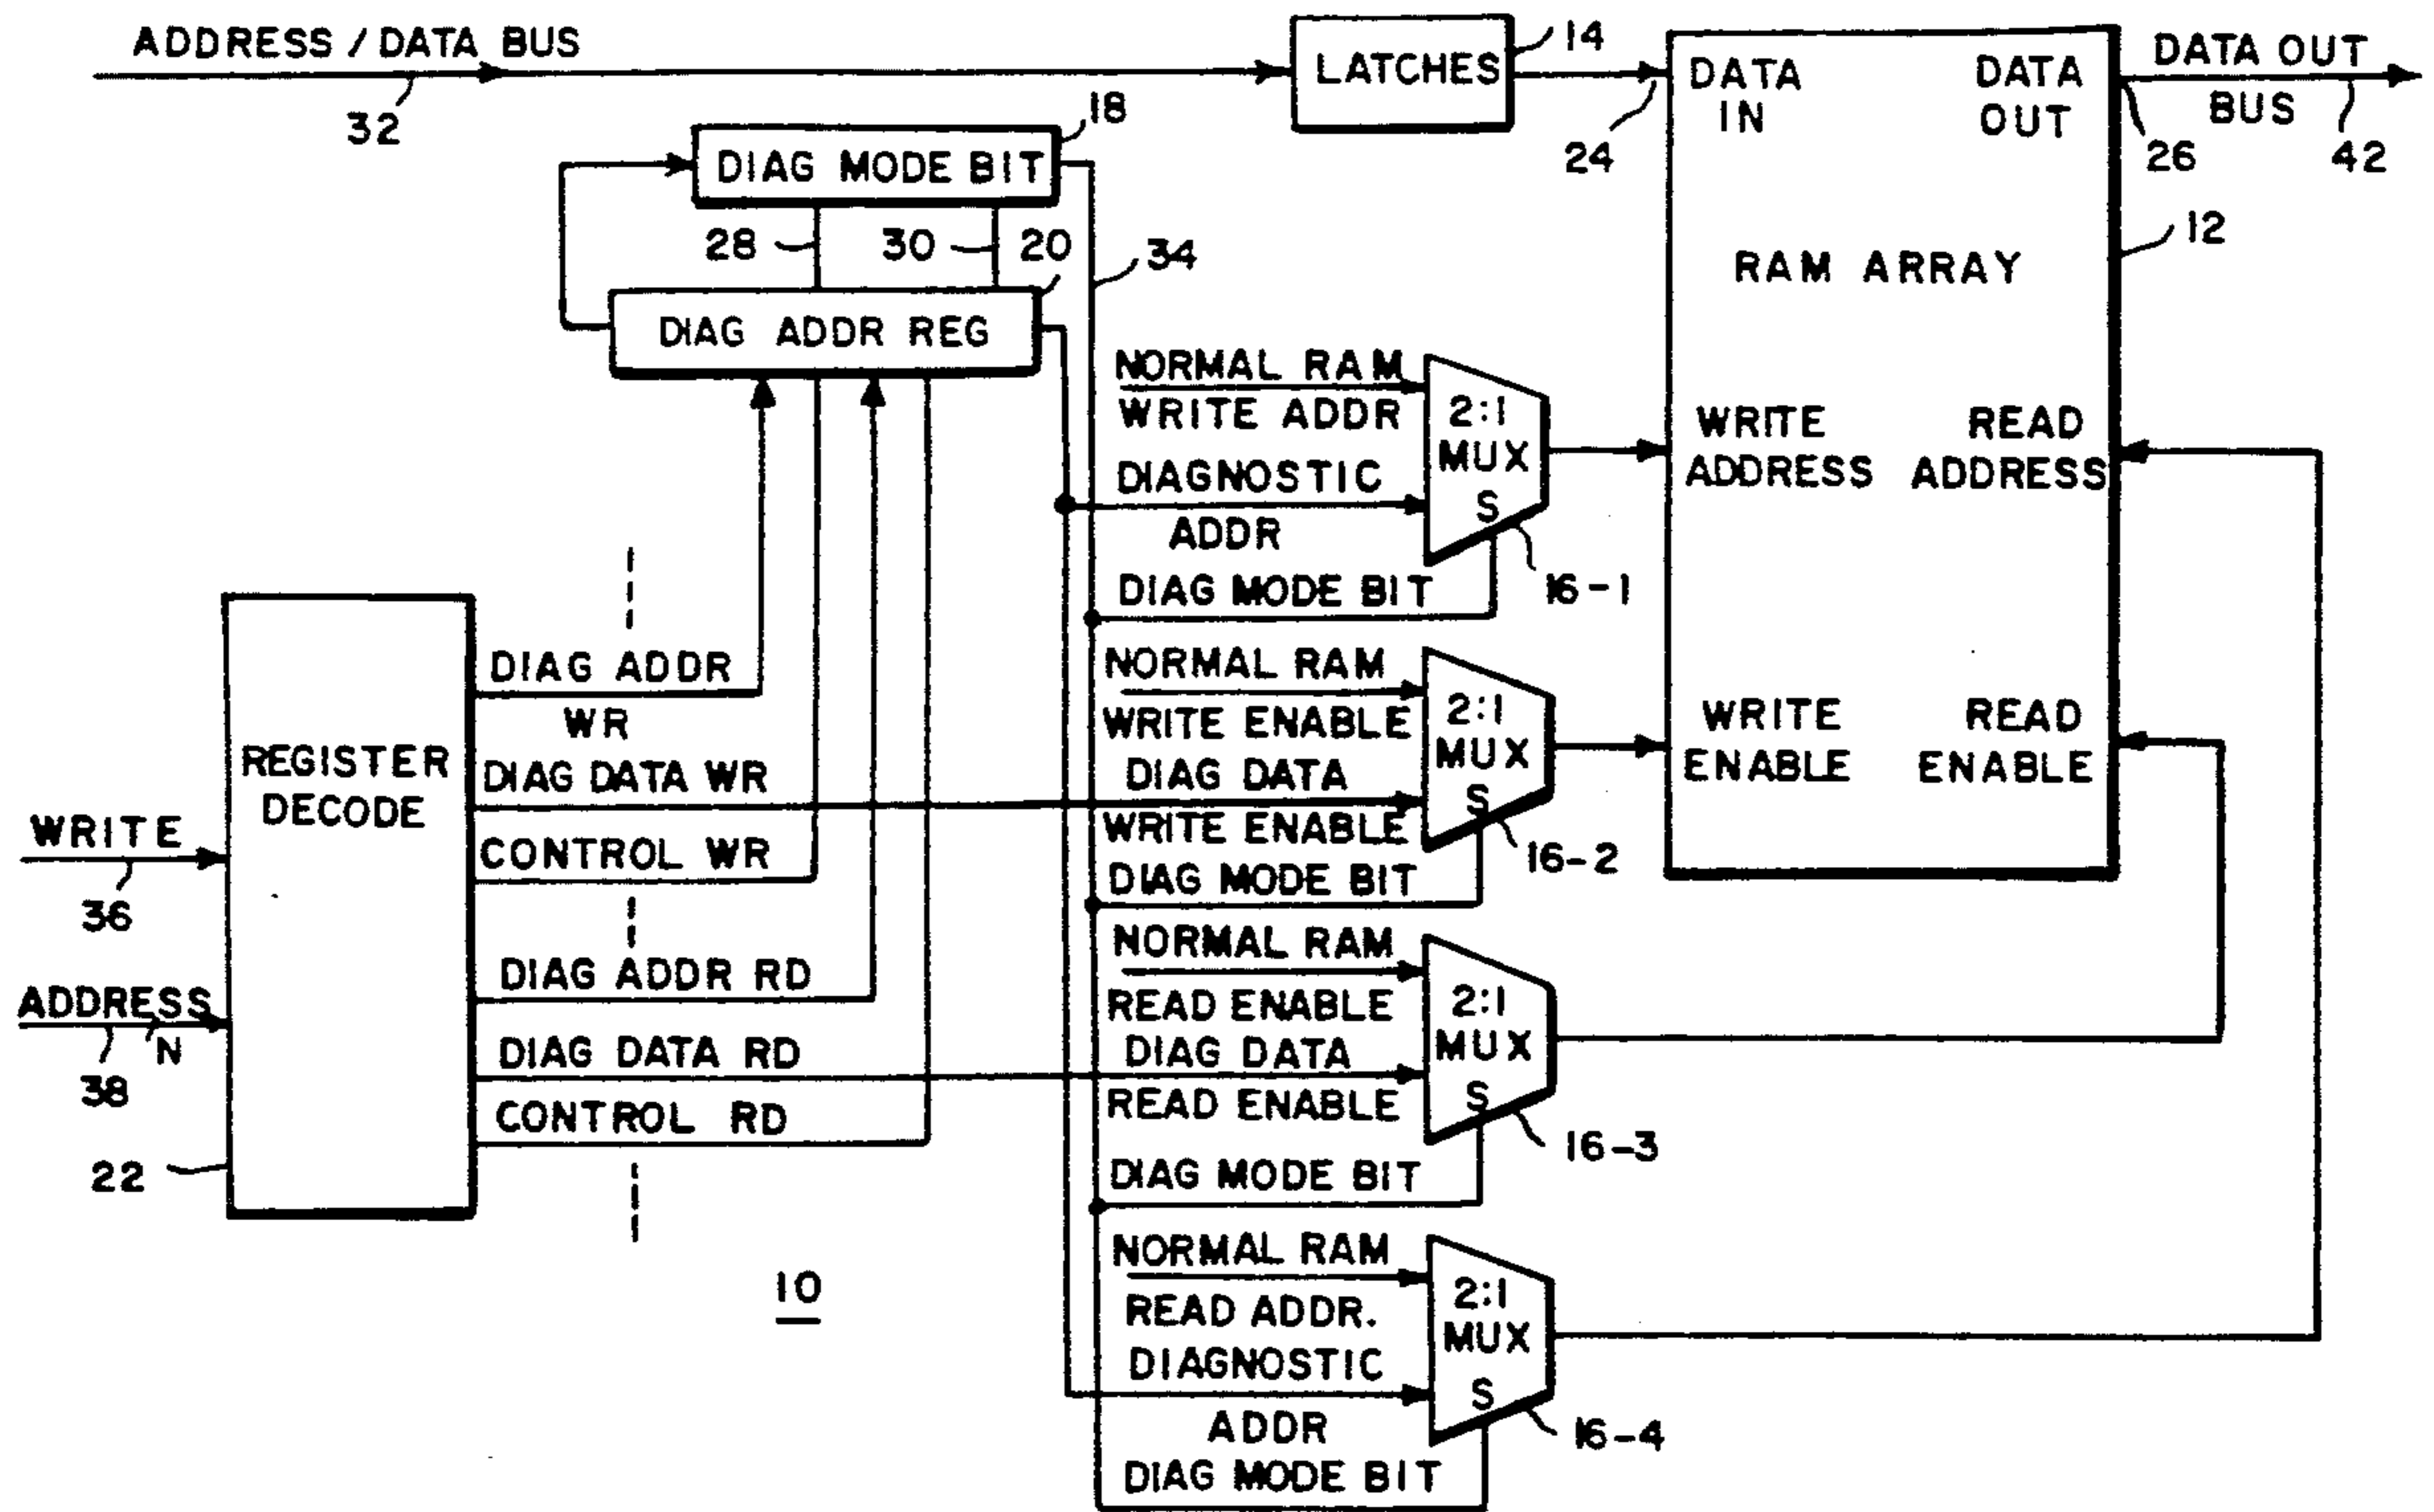 ADDRESS / DATA BUS
32
LATCHES
14
24
DATA IN
DATA OUT
DATA OUT
BUS
26
42
18
DIAG MODE BIT
28
30
20
34
DIAG ADDR REG
RAM ARRAY
12
NORMAL RAM
WRITE ADDR
DIAGNOSTIC
ADDR
DIAG MODE BIT
2:1
MUX
S
16-1
WRITE
ADDRESS
READ
ADDRESS
NORMAL RAM
WRITE ENABLE
DIAG DATA
WRITE ENABLE
DIAG MODE BIT
2:1
MUX
S
16-2
WRITE
ENABLE
READ
ENABLE
REGISTER
DECODE
WRITE
36
ADDRESS
38
N
22
DIAG ADDR
WR
DIAG DATA WR
CONTROL WR
DIAG ADDR RD
DIAG DATA RD
CONTROL RD
NORMAL RAM
READ ENABLE
DIAG DATA
READ ENABLE
DIAG MODE BIT
2:1
MUX
S
16-3
10
NORMAL RAM
READ ADDR.
DIAGNOSTIC
ADDR
DIAG MODE BIT
2:1
MUX
S
16-4